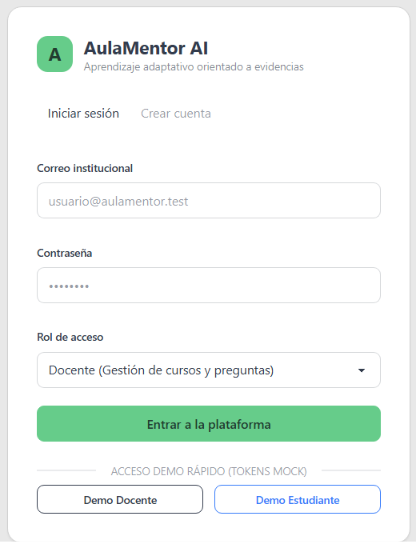 A
AulaMentor AI
Aprendizaje adaptativo orientado a evidencias
Iniciar sesión
Crear cuenta
Correo institucional
usuario@aulamentor.test
Contraseña
••••••••
Rol de acceso
Docente (Gestión de cursos y preguntas)
Entrar a la plataforma
ACCESO DEMO RÁPIDO (TOKENS MOCK)
Demo Docente
Demo Estudiante